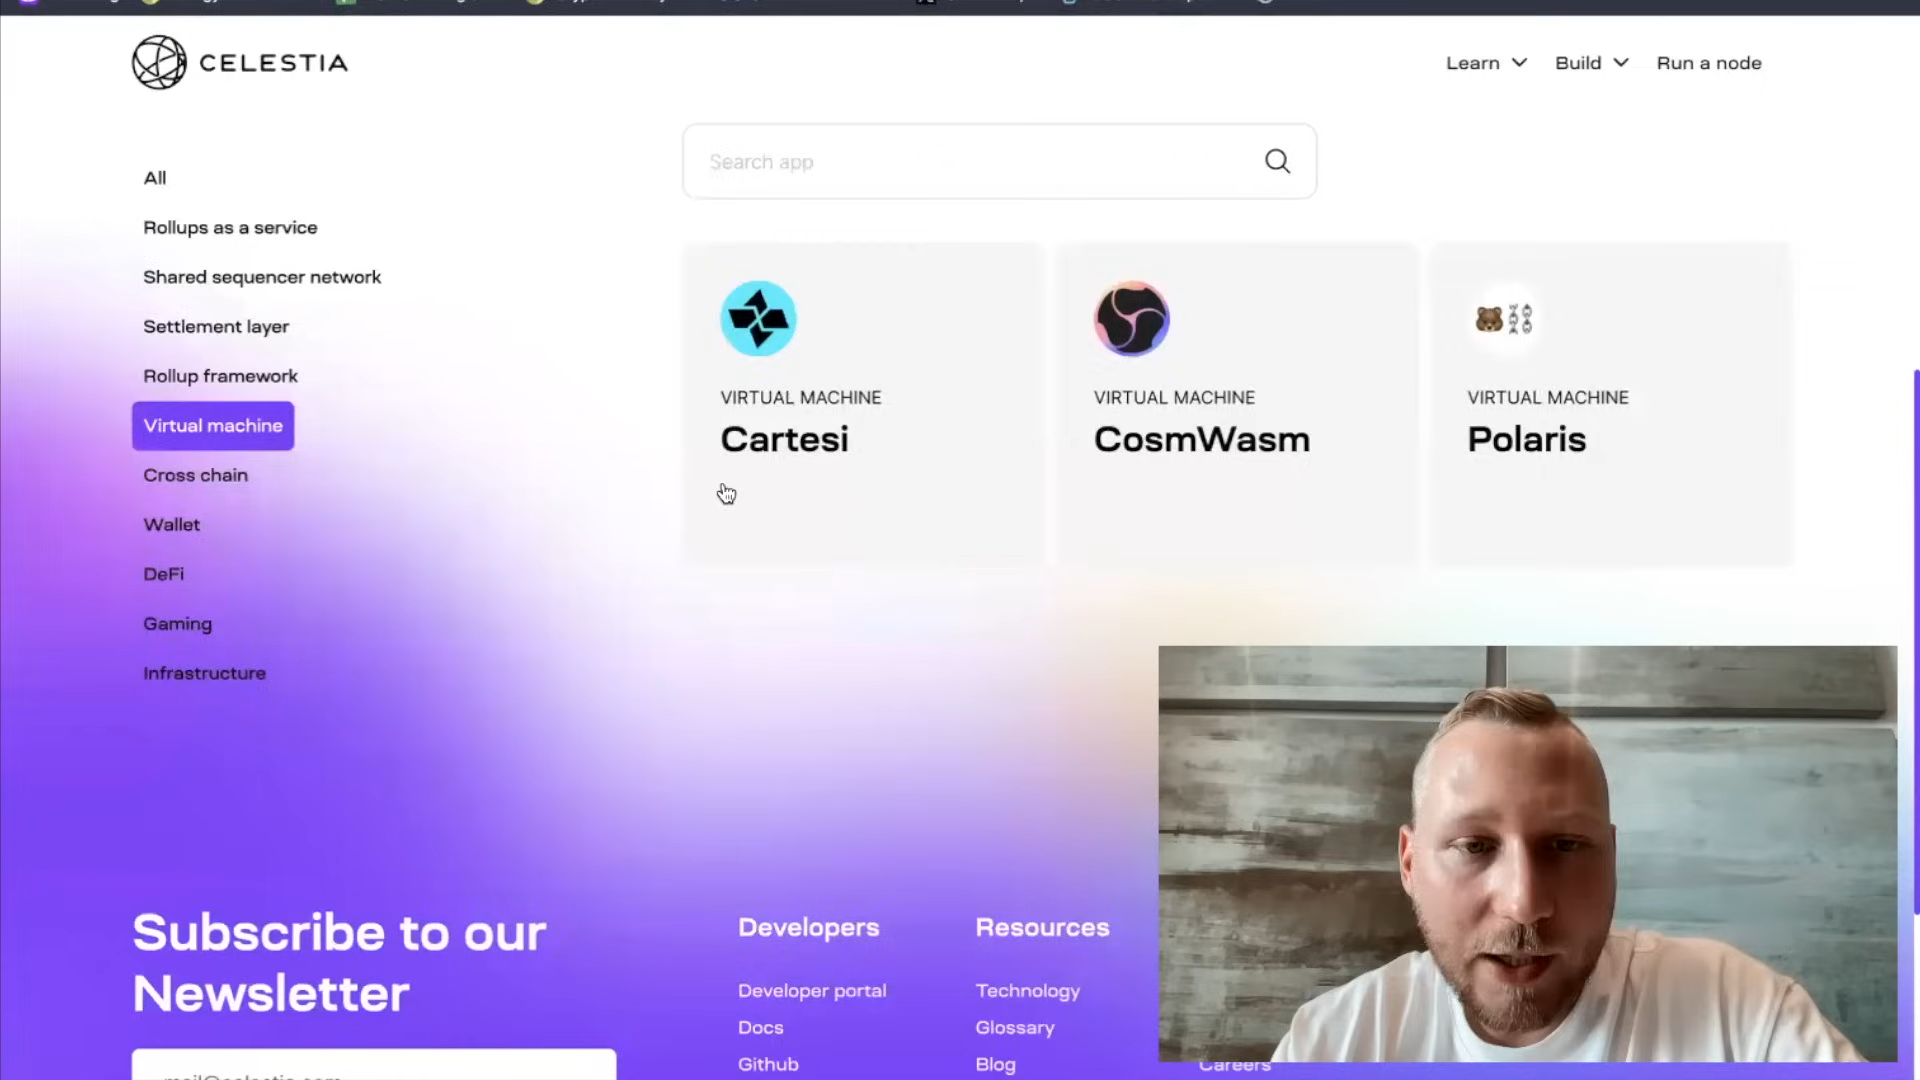 CELESTIA
Learn
Build
Run a node
Search app
All
Rollups as a service
Shared sequencer network
Settlement layer
Rollup framework
Virtual machine
Cross chain
Wallet
DeFi
Gaming
Infrastructure
VIRTUAL MACHINE
Cartesi
VIRTUAL MACHINE
CosmWasm
VIRTUAL MACHINE
Polaris
Subscribe to our
Newsletter
Developers
Developer portal
Docs
Github
Resources
Technology
Glossary
Blog
Careers